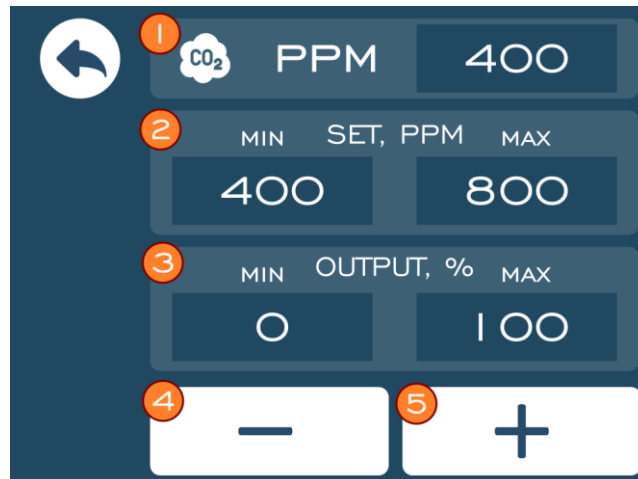 1 CO₂ PPM 400
2 MIN SET, PPM MAX
400 800
3 MIN OUTPUT, % MAX
0 100
4 − 5 +